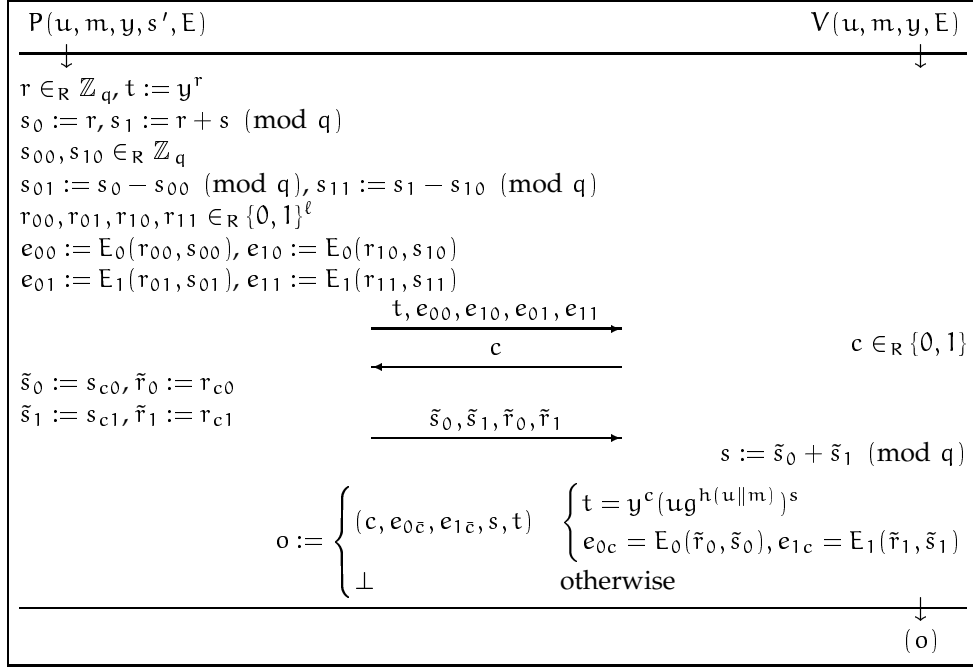 P(u, m, y, s′, E) V(u, m, y, E)
r ∈_R ℤ_q, t := y^r
s_0 := r, s_1 := r + s (mod q)
s_00, s_10 ∈_R ℤ_q
s_01 := s_0 − s_00 (mod q), s_11 := s_1 − s_10 (mod q)
r_00, r_01, r_10, r_11 ∈_R {0, 1}^ℓ
e_00 := E_0(r_00, s_00), e_10 := E_0(r_10, s_10)
e_01 := E_1(r_01, s_01), e_11 := E_1(r_11, s_11)
t, e_00, e_10, e_01, e_11
c ∈_R {0, 1}
c
s̃_0 := s_c0, r̃_0 := r_c0
s̃_1 := s_c1, r̃_1 := r_c1
s̃_0, s̃_1, r̃_0, r̃_1
s := s̃_0 + s̃_1 (mod q)
o := { (c, e_0c̄, e_1c̄, s, t) { t = y^c(ug^{h(u‖m)})^s
e_0c = E_0(r̃_0, s̃_0), e_1c = E_1(r̃_1, s̃_1)
⊥ otherwise
(o)